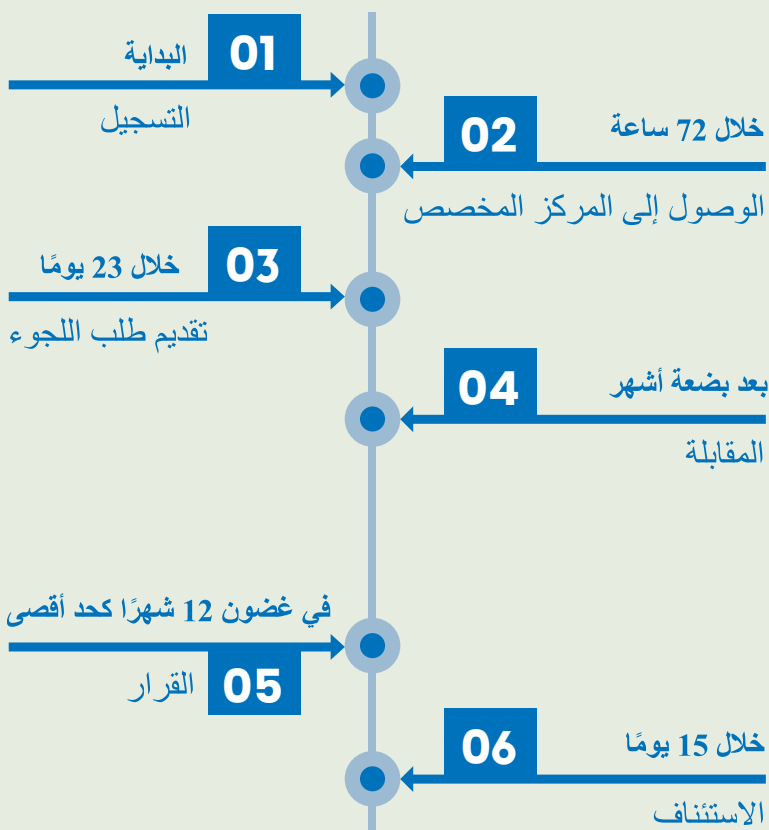 01
البداية
التسجيل
02
خلال 72 ساعة
الوصول إلى المركز المخصص
03
خلال 23 يومًا
تقديم طلب اللجوء
04
بعد بضعة أشهر
المقابلة
في غضون 12 شهرًا كحد أقصى
05
القرار
06
خلال 15 يومًا
الاستئناف